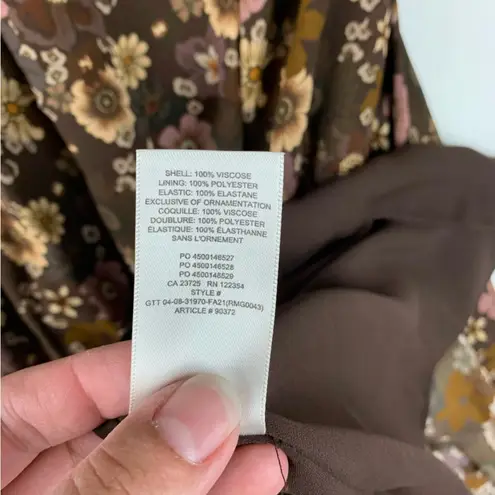 SHELL: 100% VISCOSE
LINING: 100% POLYESTER
ELASTIC: 100% ELASTANE
EXCLUSIVE OF ORNAMENTATION
COQUILLE: 100% VISCOSE
DOUBLURE: 100% POLYESTER
ÉLASTIQUE: 100% ÉLASTHANNE
SANS L'ORNEMENT
PO 4500146527
PO 4500146528
PO 4500146529
CA 23725 RN 122354
STYLE #
GTT 04-08-31970-FA21(RMG0043)
ARTICLE # 90372